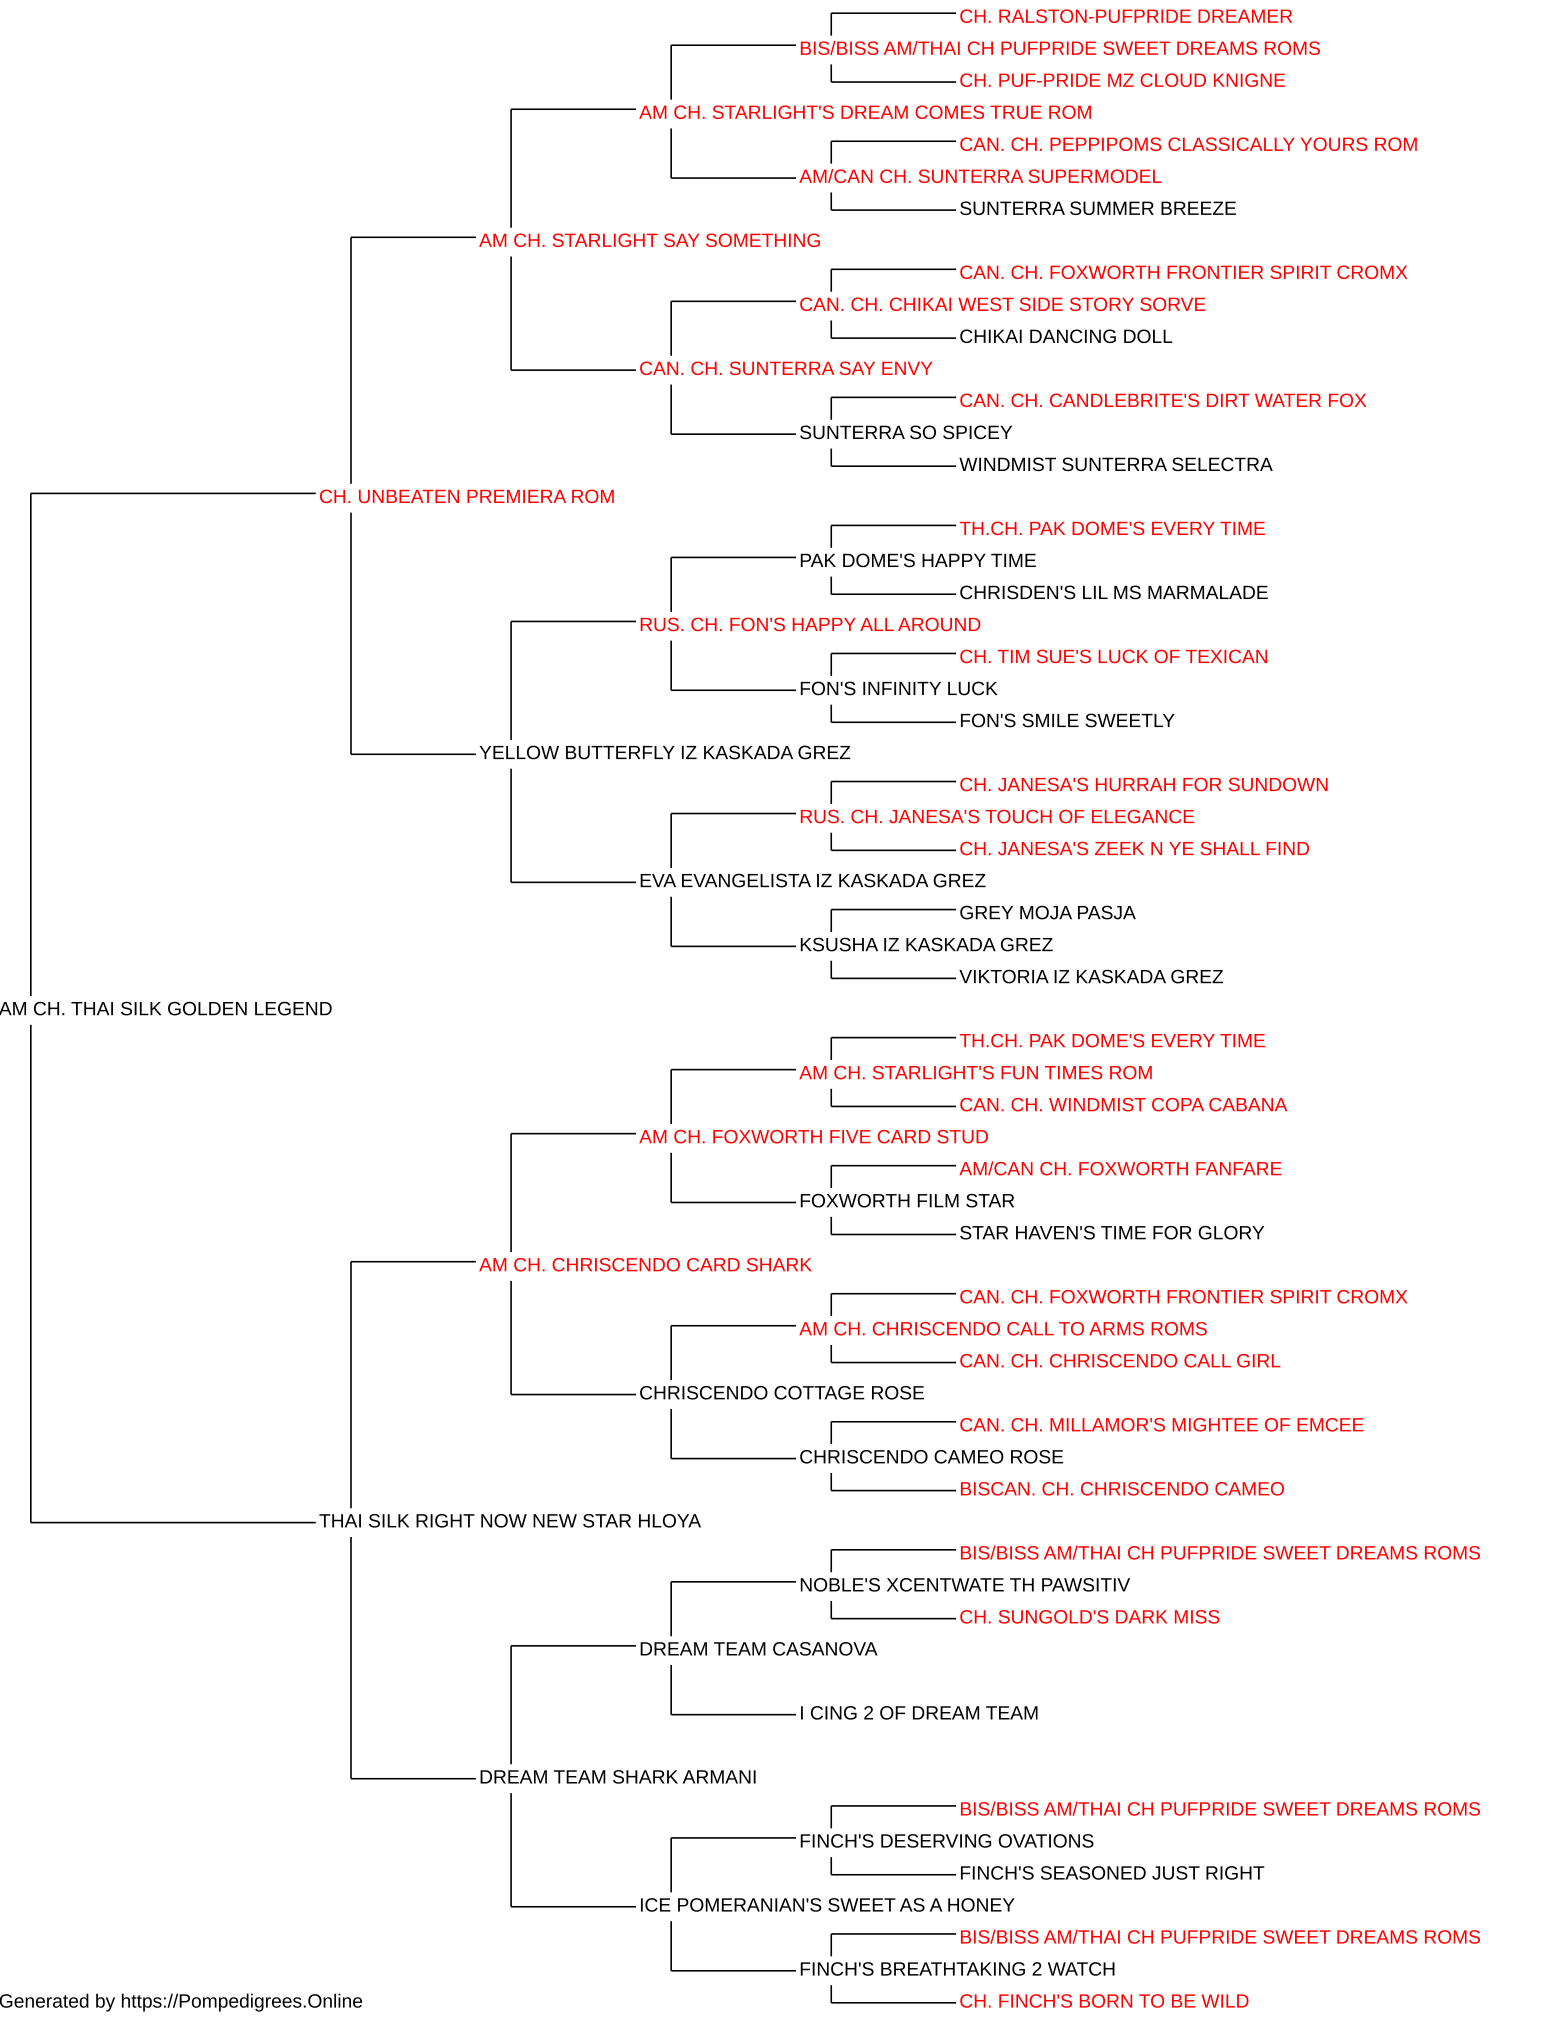 CH. RALSTON-PUFPRIDE DREAMER
BIS/BISS AM/THAI CH PUFPRIDE SWEET DREAMS ROMS
CH. PUF-PRIDE MZ CLOUD KNIGNE
AM CH. STARLIGHT'S DREAM COMES TRUE ROM
CAN. CH. PEPPIPOMS CLASSICALLY YOURS ROM
AM/CAN CH. SUNTERRA SUPERMODEL
SUNTERRA SUMMER BREEZE
AM CH. STARLIGHT SAY SOMETHING
CAN. CH. FOXWORTH FRONTIER SPIRIT CROMX
CAN. CH. CHIKAI WEST SIDE STORY SORVE
CHIKAI DANCING DOLL
CAN. CH. SUNTERRA SAY ENVY
CAN. CH. CANDLEBRITE'S DIRT WATER FOX
SUNTERRA SO SPICEY
WINDMIST SUNTERRA SELECTRA
CH. UNBEATEN PREMIERA ROM
TH.CH. PAK DOME'S EVERY TIME
PAK DOME'S HAPPY TIME
CHRISDEN'S LIL MS MARMALADE
RUS. CH. FON'S HAPPY ALL AROUND
CH. TIM SUE'S LUCK OF TEXICAN
FON'S INFINITY LUCK
FON'S SMILE SWEETLY
YELLOW BUTTERFLY IZ KASKADA GREZ
CH. JANESA'S HURRAH FOR SUNDOWN
RUS. CH. JANESA'S TOUCH OF ELEGANCE
CH. JANESA'S ZEEK N YE SHALL FIND
EVA EVANGELISTA IZ KASKADA GREZ
GREY MOJA PASJA
KSUSHA IZ KASKADA GREZ
VIKTORIA IZ KASKADA GREZ
AM CH. THAI SILK GOLDEN LEGEND
TH.CH. PAK DOME'S EVERY TIME
AM CH. STARLIGHT'S FUN TIMES ROM
CAN. CH. WINDMIST COPA CABANA
AM CH. FOXWORTH FIVE CARD STUD
AM/CAN CH. FOXWORTH FANFARE
FOXWORTH FILM STAR
STAR HAVEN'S TIME FOR GLORY
AM CH. CHRISCENDO CARD SHARK
CAN. CH. FOXWORTH FRONTIER SPIRIT CROMX
AM CH. CHRISCENDO CALL TO ARMS ROMS
CAN. CH. CHRISCENDO CALL GIRL
CHRISCENDO COTTAGE ROSE
CAN. CH. MILLAMOR'S MIGHTEE OF EMCEE
CHRISCENDO CAMEO ROSE
BISCAN. CH. CHRISCENDO CAMEO
THAI SILK RIGHT NOW NEW STAR HLOYA
BIS/BISS AM/THAI CH PUFPRIDE SWEET DREAMS ROMS
NOBLE'S XCENTWATE TH PAWSITIV
CH. SUNGOLD'S DARK MISS
DREAM TEAM CASANOVA
I CING 2 OF DREAM TEAM
DREAM TEAM SHARK ARMANI
BIS/BISS AM/THAI CH PUFPRIDE SWEET DREAMS ROMS
FINCH'S DESERVING OVATIONS
FINCH'S SEASONED JUST RIGHT
ICE POMERANIAN'S SWEET AS A HONEY
BIS/BISS AM/THAI CH PUFPRIDE SWEET DREAMS ROMS
FINCH'S BREATHTAKING 2 WATCH
CH. FINCH'S BORN TO BE WILD
Generated by https://Pompedigrees.Online